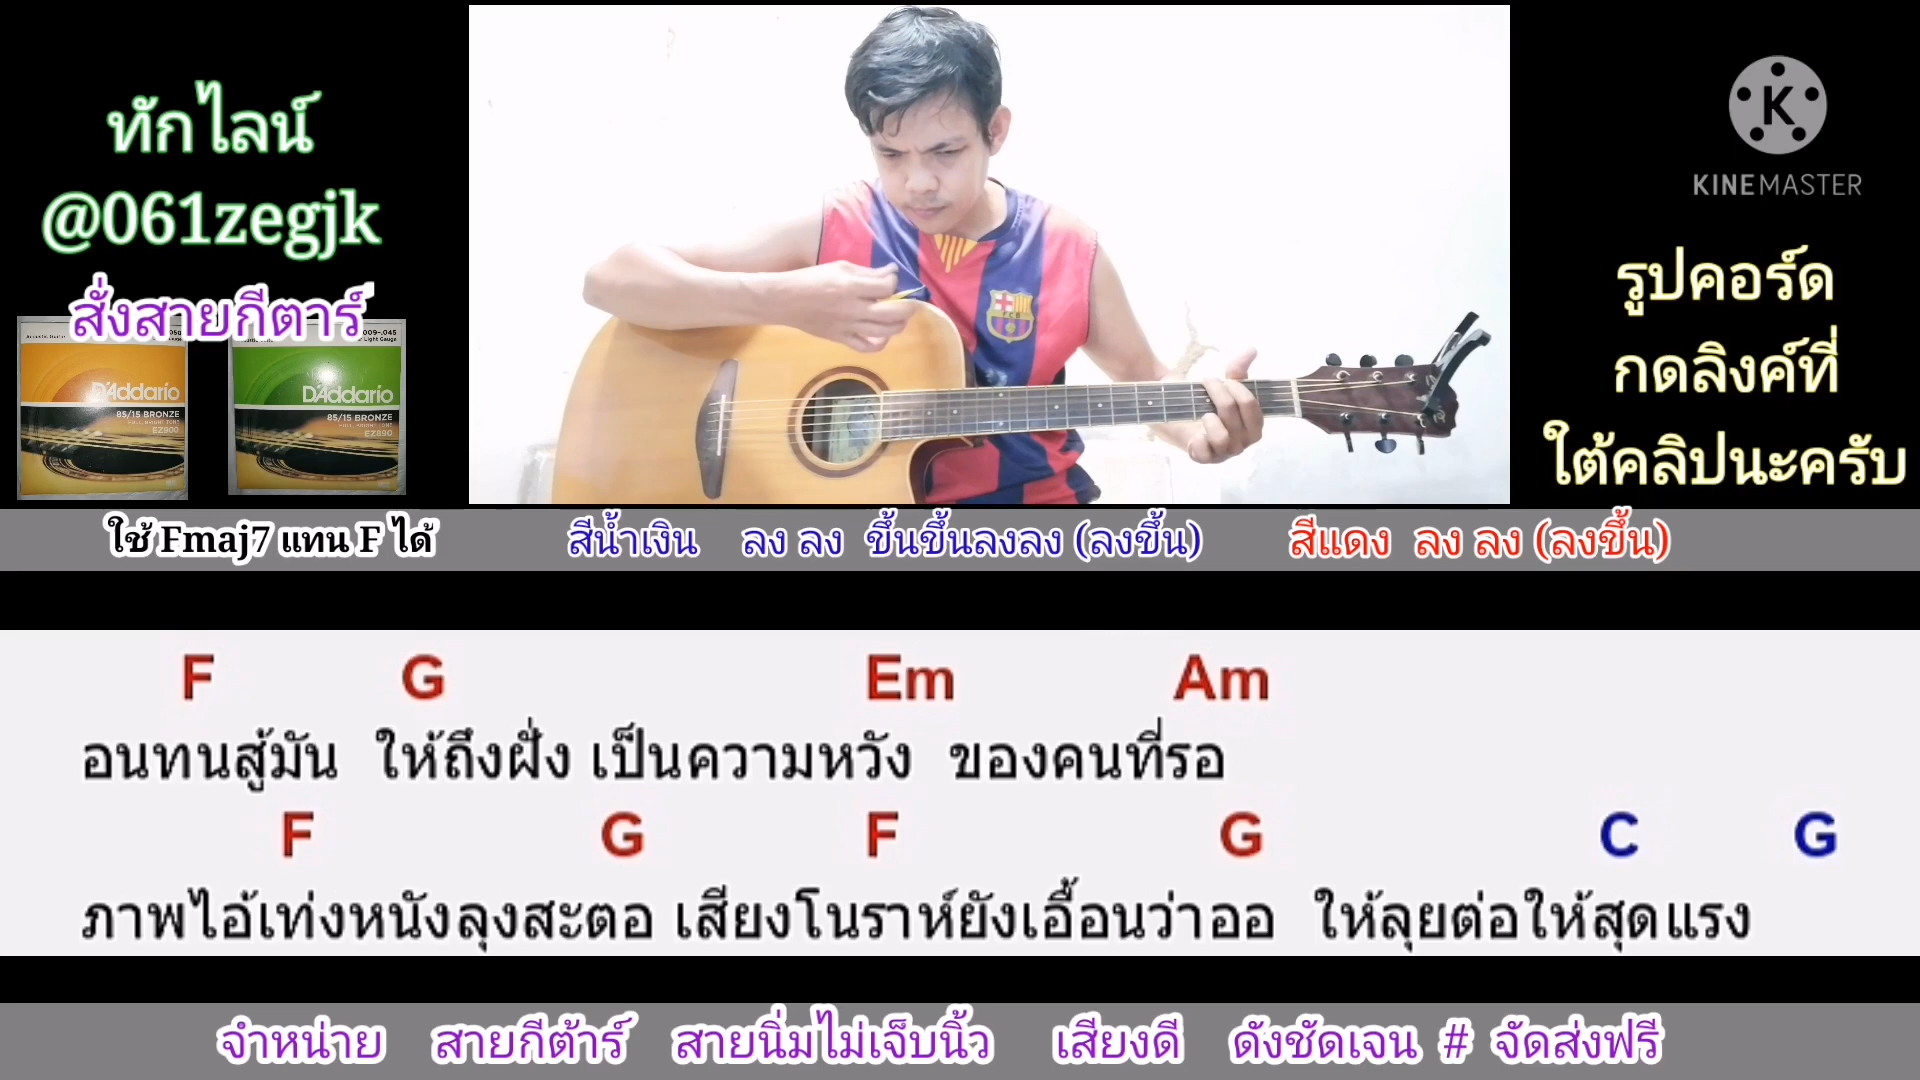 ทักไลน์
@061zegjk
สั่งสายกีตาร์
D'Addario
85/15 BRONZE
EZ900
D'Addario
85/15 BRONZE
EZ890
KINEMASTER
รูปคอร์ด
กดลิงค์ที่
ใต้คลิปนะครับ
ใช้ Fmaj7 แทน F ได้ สีน้ำเงิน ลง ลง ขึ้นขึ้นลงลง (ลงขึ้น) สีแดง ลง ลง (ลงขึ้น)
F G Em Am
อนทนสู้มัน ให้ถึงฝั่ง เป็นความหวัง ของคนที่รอ
F G F G C G
ภาพไอ้เท่งหนังลุงสะตอ เสียงโนราห์ยังเอื้อนว่าออ ให้ลุยต่อให้สุดแรง
จำหน่าย สายกีต้าร์ สายนิ่มไม่เจ็บนิ้ว เสียงดี ดังชัดเจน # จัดส่งฟรี